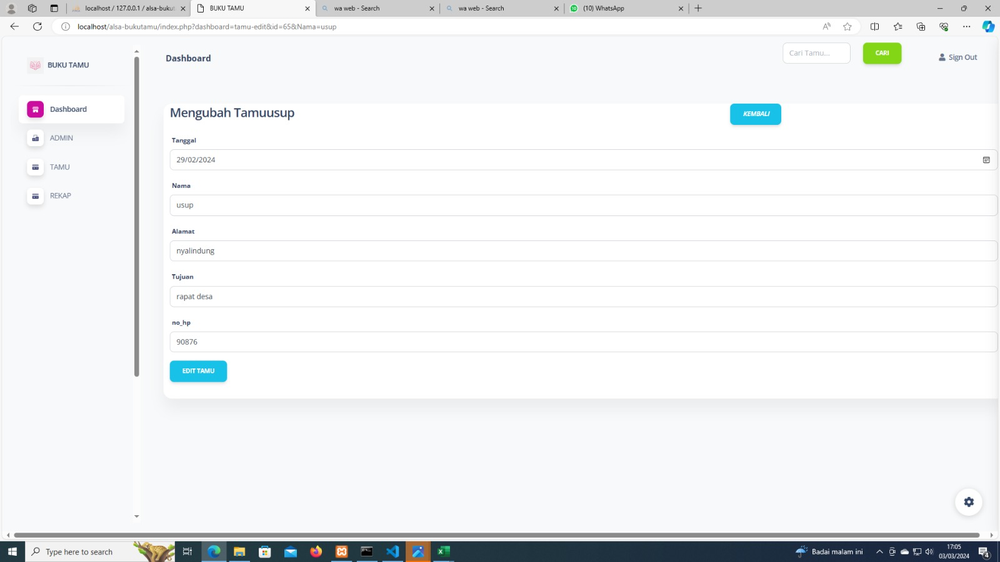 localhost / 127.0.0.1 / alsa-bukut
BUKU TAMU
wa web - Search
wa web - Search
(10) WhatsApp
localhost/alsa-bukutamu/index.php?dashboard=tamu-edit&id=65&Nama=usup
BUKU TAMU
Dashboard
Cari Tamu...
CARI
Sign Out
Dashboard
ADMIN
TAMU
REKAP
Mengubah Tamuusup
KEMBALI
Tanggal
29/02/2024
Nama
usup
Alamat
nyalindung
Tujuan
rapat desa
no_hp
90876
EDIT TAMU
Type here to search
Badai malam ini
17:05
03/03/2024
4